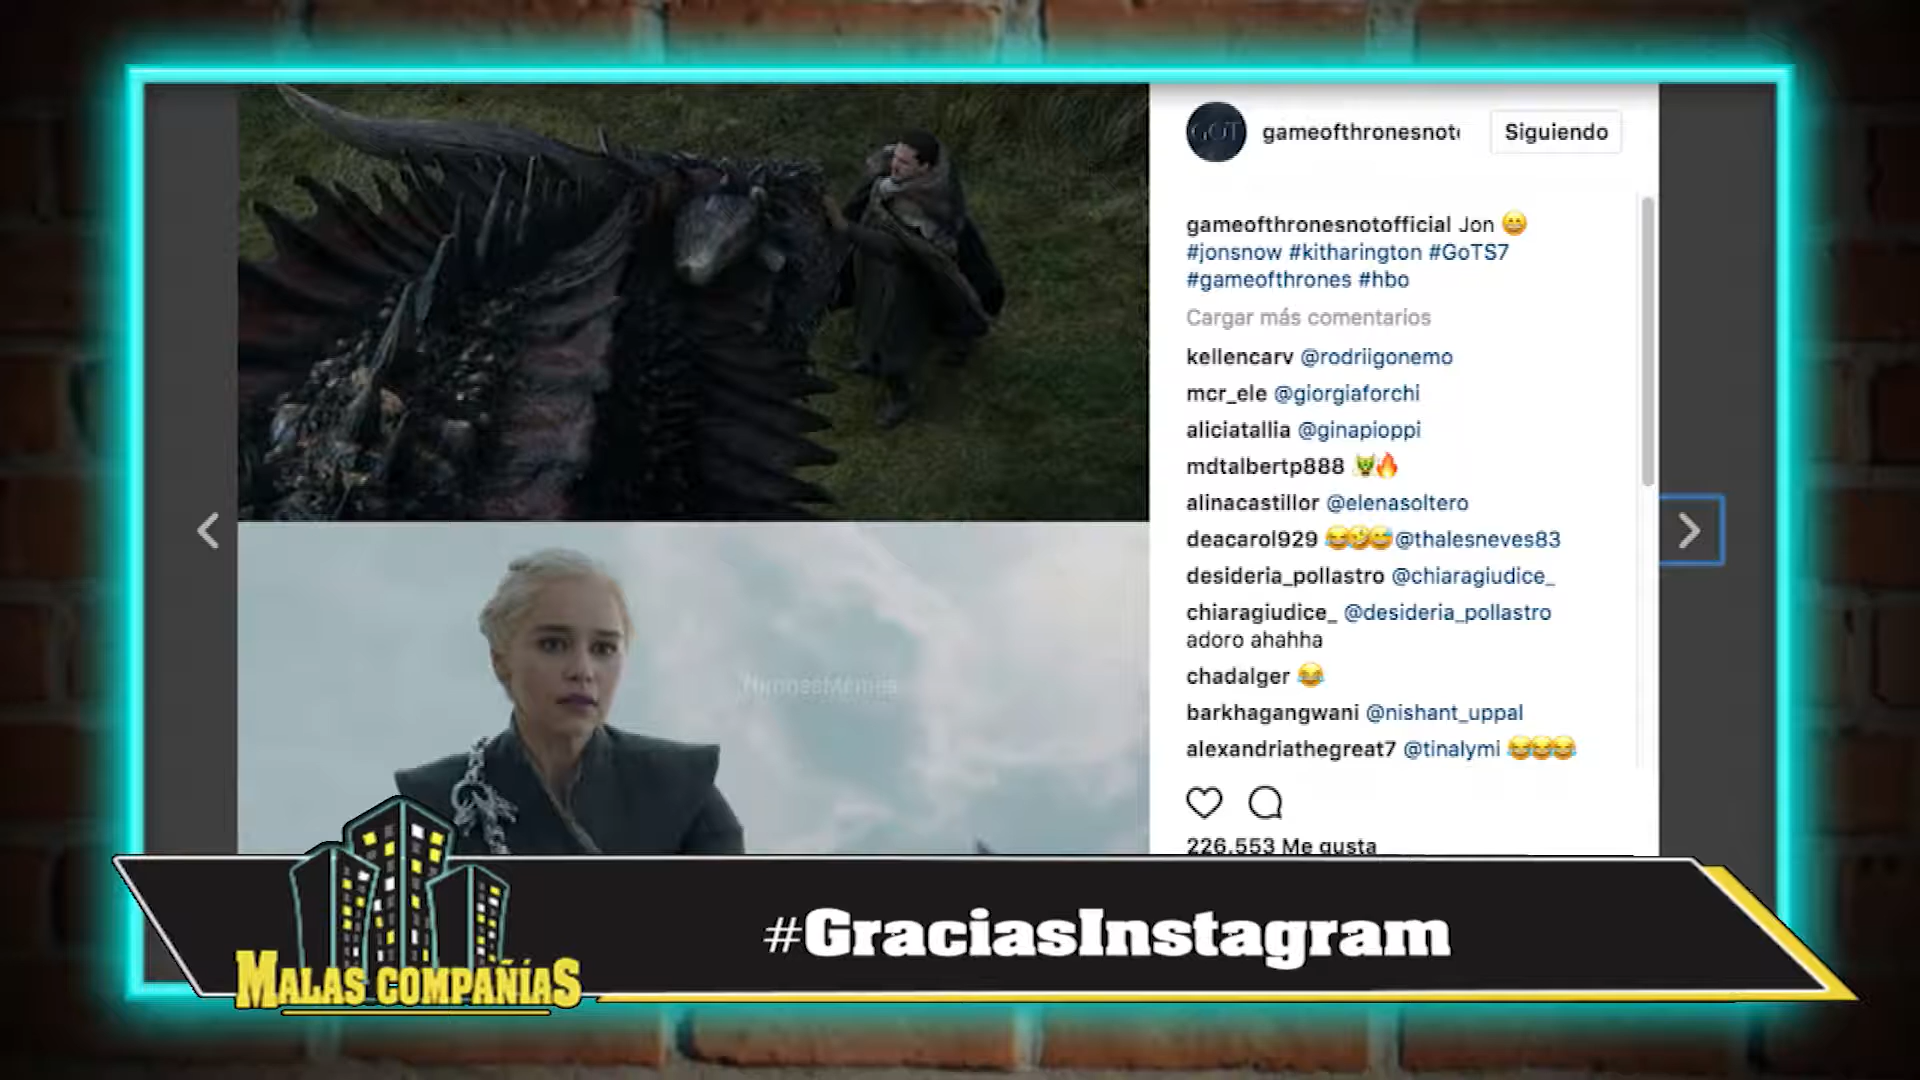 GOT
gameofthronesnot
Siguiendo
gameofthronesnotofficial Jon 😁
#jonsnow #kitharington #GoTS7
#gameofthrones #hbo
Cargar más comentarios
kellencarv @rodriigonemo
mcr_ele @giorgiaforchi
aliciatallia @ginapioppi
mdtalbertp888 🐲🔥
alinacastillor @elenasoltero
deacarol929 😂🤣😅@thalesneves83
desideria_pollastro @chiaragiudice_
chiaragiudice_ @desideria_pollastro
adoro ahahha
chadalger 😂
barkhagangwani @nishant_uppal
alexandriathegreat7 @tinalymi 😂😂😂
226,553 Me gusta
ThronesMemes
#GraciasInstagram
MALAS COMPAÑÍAS